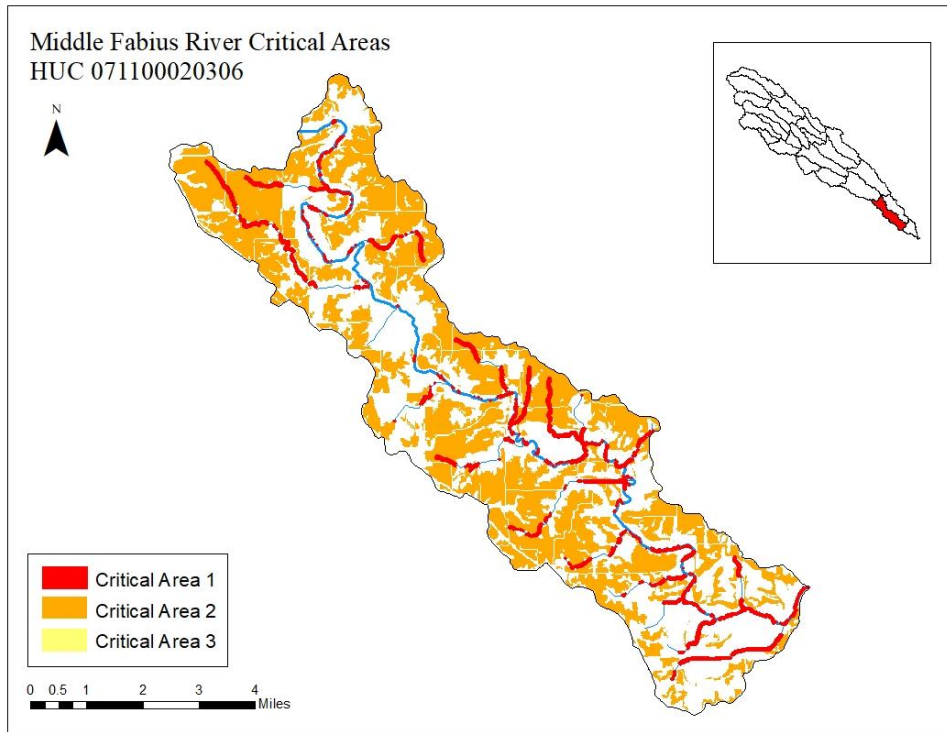 Middle Fabius River Critical Areas
HUC 071100020306
N
Critical Area 1
Critical Area 2
Critical Area 3
0 0.5 1 2 3 4
Miles